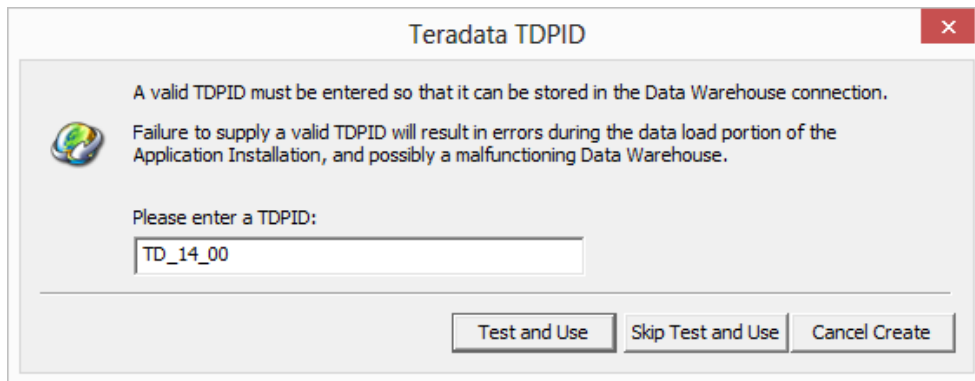 Teradata TDPID
A valid TDPID must be entered so that it can be stored in the Data Warehouse connection.
Failure to supply a valid TDPID will result in errors during the data load portion of the
Application Installation, and possibly a malfunctioning Data Warehouse.
Please enter a TDPID:
TD_14_00
Test and Use Skip Test and Use Cancel Create